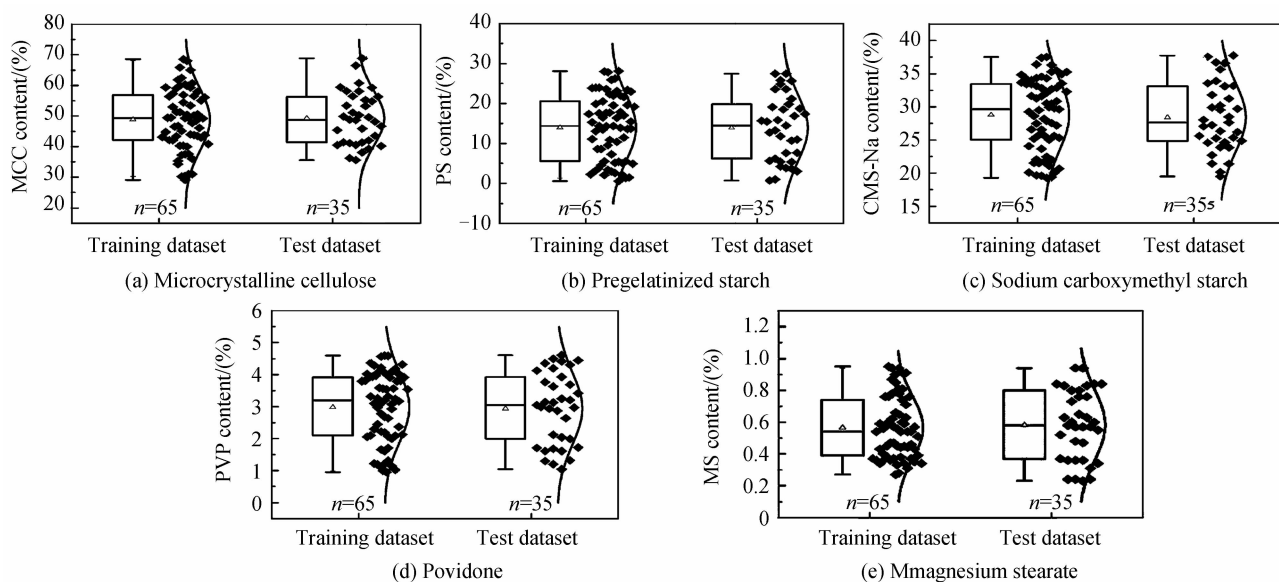 80
70
60
50
40
30
20
MCC content/(%)
n=65
n=35
Training dataset
Test dataset
(a) Microcrystalline cellulose
40
30
20
10
0
−10
PS content/(%)
n=65
n=35
Training dataset
Test dataset
(b) Pregelatinized starch
40
35
30
25
20
15
CMS-Na content/(%)
n=65
n=35s
Training dataset
Test dataset
(c) Sodium carboxymethyl starch
6
5
4
3
2
1
0
PVP content/(%)
n=65
n=35
Training dataset
Test dataset
(d) Povidone
1.2
1.0
0.8
0.6
0.4
0.2
0
MS content/(%)
n=65
n=35
Training dataset
Test dataset
(e) Mmagnesium stearate